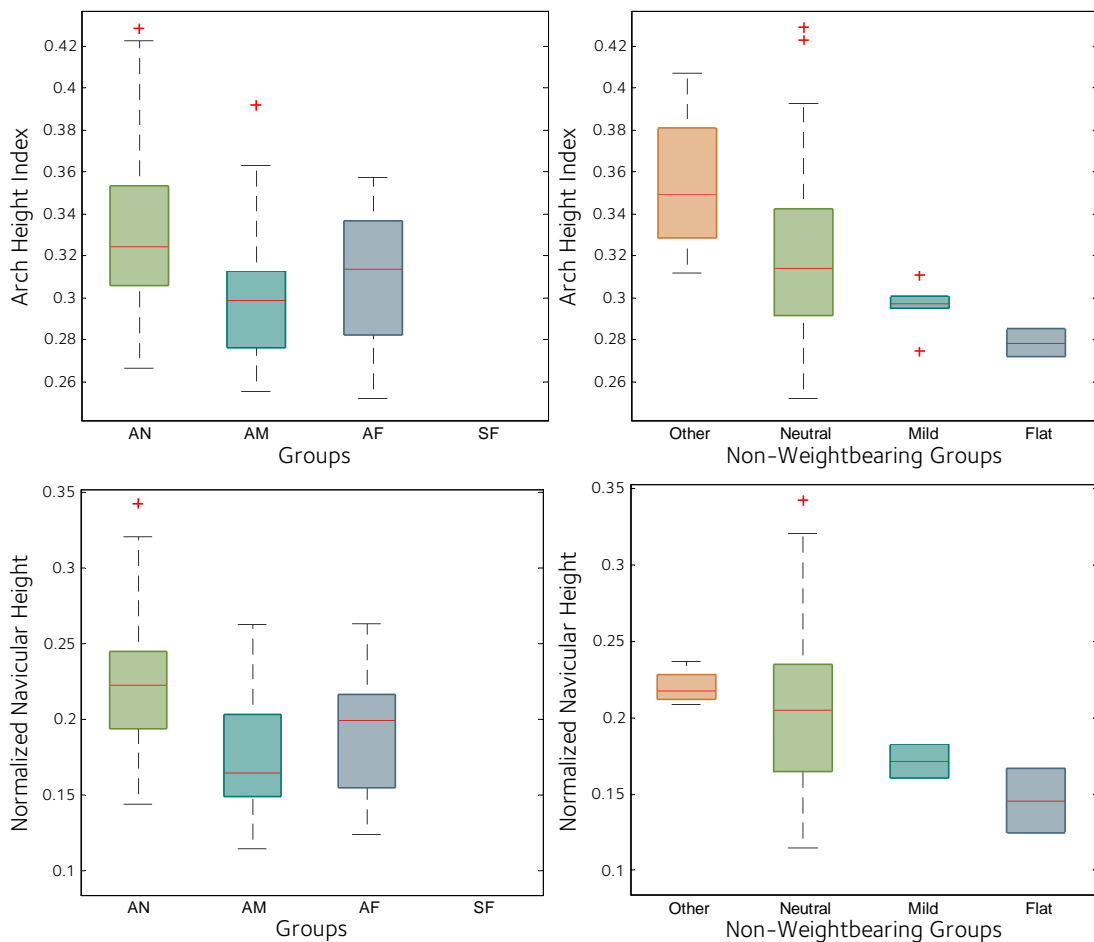 Arch Height Index
0.42
0.4
0.38
0.36
0.34
0.32
0.3
0.28
0.26
AN AM AF SF
Groups
Arch Height Index
0.42
0.4
0.38
0.36
0.34
0.32
0.3
0.28
0.26
Other Neutral Mild Flat
Non-Weightbearing Groups
Normalized Navicular Height
0.35
0.3
0.25
0.2
0.15
0.1
AN AM AF SF
Groups
Normalized Navicular Height
0.35
0.3
0.25
0.2
0.15
0.1
Other Neutral Mild Flat
Non-Weightbearing Groups